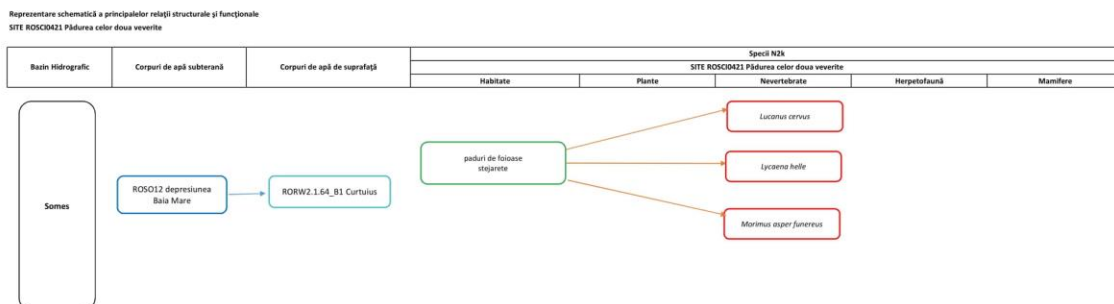 Reprezentare schematică a principalelor relații structurale și funcționale
SITE ROSCI0421 Pădurea celor doua veverite
Bazin Hidrografic
Corpuri de apă subterană
Corpuri de apă de suprafață
Specii N2k
SITE ROSCI0421 Pădurea celor doua veverite
Habitate
Plante
Nevertebrate
Herpetofaună
Mamifere
Lucanus cervus
paduri de foioase
stejarete
Lycaena helle
ROSO12 depresiunea
Baia Mare
RORW2.1.64_B1 Curtuius
Somes
Morimus asper funereus